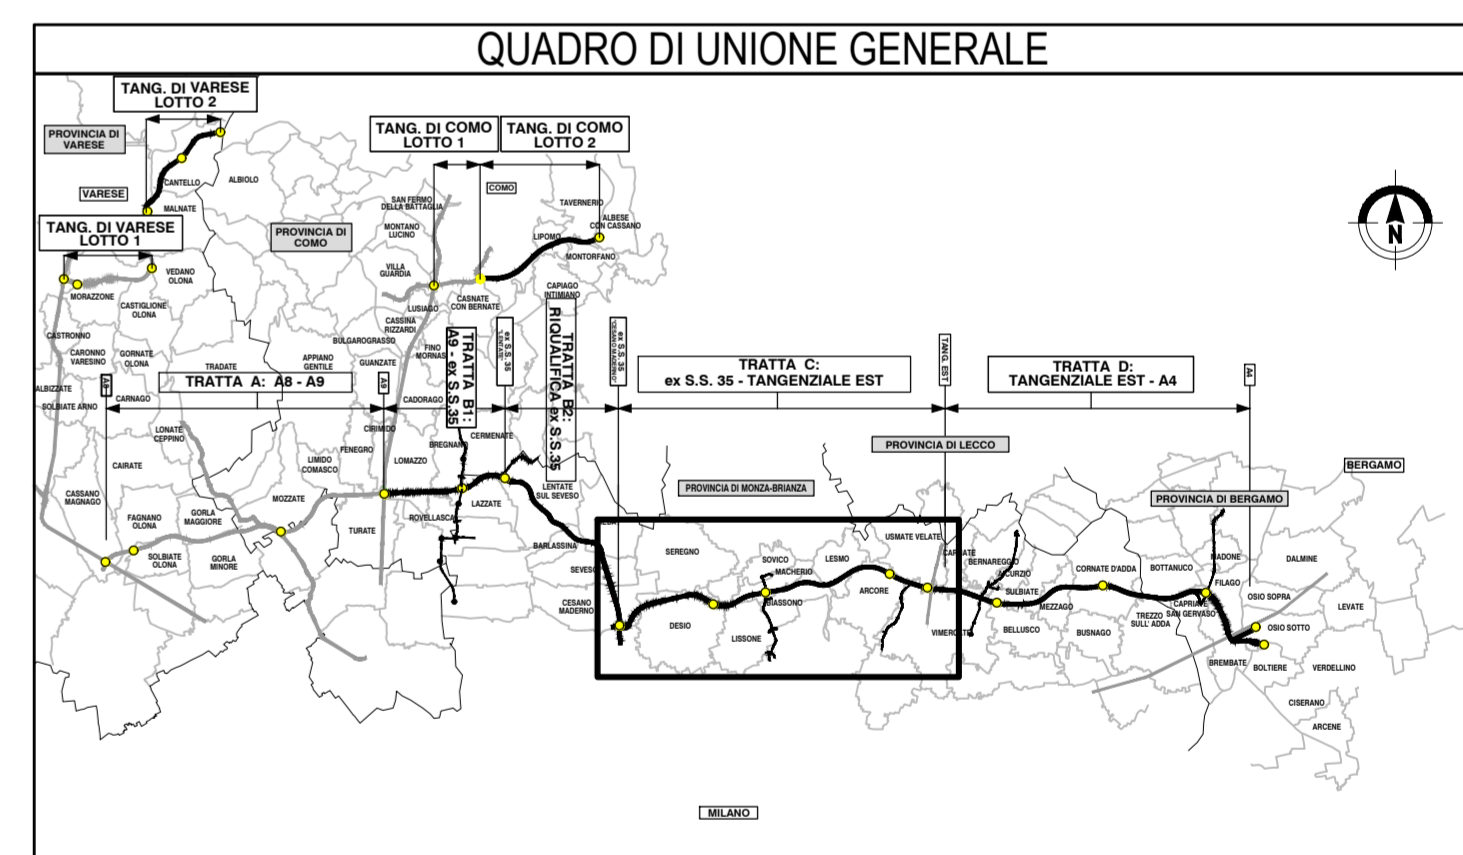 QUADRO DI UNIONE GENERALE
TANG. DI VARESE
LOTTO 2
PROVINCIA DI
VARESE
CANTELLO
ALBIOLO
VARESE
MALNATE
TANG. DI VARESE
LOTTO 1
VEDANO
OLONA
MORAZZONE
CASTIGLIONE
OLONA
PROVINCIA DI
COMO
TANG. DI COMO
LOTTO 1
TANG. DI COMO
LOTTO 2
COMO
SAN FERMO
DELLA BATTAGLIA
MONTANO
LUCINO
TAVERNERIO
ALBESE
CON CASSANO
LIPOMO
MONTORFANO
VILLA
GUARDIA
CAPIAGO
INTIMIANO
LUSIAGO
CASNATE
CON BERNATE
CASSINA
RIZZARDI
N
CASTRONNO
CARONNO
VARESINO
GORNATE
OLONA
TRADATE
APPIANO
GENTILE
BULGAROGRASSO
GUANZATE
FINO
MORNAS
ALBIZZATE
SOLBIATE ARNO
CARNAGO
A8
TRATTA A: A8 - A9
A9
CADORAGO
TRATTA B1:
A9 - ex S.S.35
ex S.S. 35
"LENTATE"
TRATTA B2:
RIQUALIFICA ex S.S.35
ex S.S. 35
"CESANO MADERNO"
TRATTA C:
ex S.S. 35 - TANGENZIALE EST
TANG. EST
TRATTA D:
TANGENZIALE EST - A4
A4
LONATE
CEPPINO
CIRIMIDO
FENEGRO
BREGNANO
CERMENATE
LIMIDO
COMASCO
LOMAZZO
CAIRATE
CASSANO
MAGNAGO
MOZZATE
FAGNANO
OLONA
GORLA
MAGGIORE
SOLBIATE
OLONA
GORLA
MINORE
TURATE
ROVELLASCA
LAZZATE
LENTATE
SUL SEVESO
BARLASSINA
SEVESO
CESANO
MADERNO
PROVINCIA DI LECCO
PROVINCIA DI MONZA-BRIANZA
BERGAMO
PROVINCIA DI BERGAMO
SEREGNO
SOVICO
MACHERIO
LESMO
USMATE VELATE
BIASSONO
ARCORE
DESIO
LISSONE
CARNATE
BERNAREGGIO
AICURZIO
SULBIATE
MEZZAGO
CORNATE D'ADDA
BOTTANUCO
MADONE
FILAGO
DALMINE
VIMERCATE
BELLUSCO
BUSNAGO
TREZZO
SULL' ADDA
CAPRIATE
SAN GERVASO
OSIO SOPRA
OSIO SOTTO
LEVATE
BREMBATE
BOLTIERE
VERDELLINO
CISERANO
ARCENE
MILANO